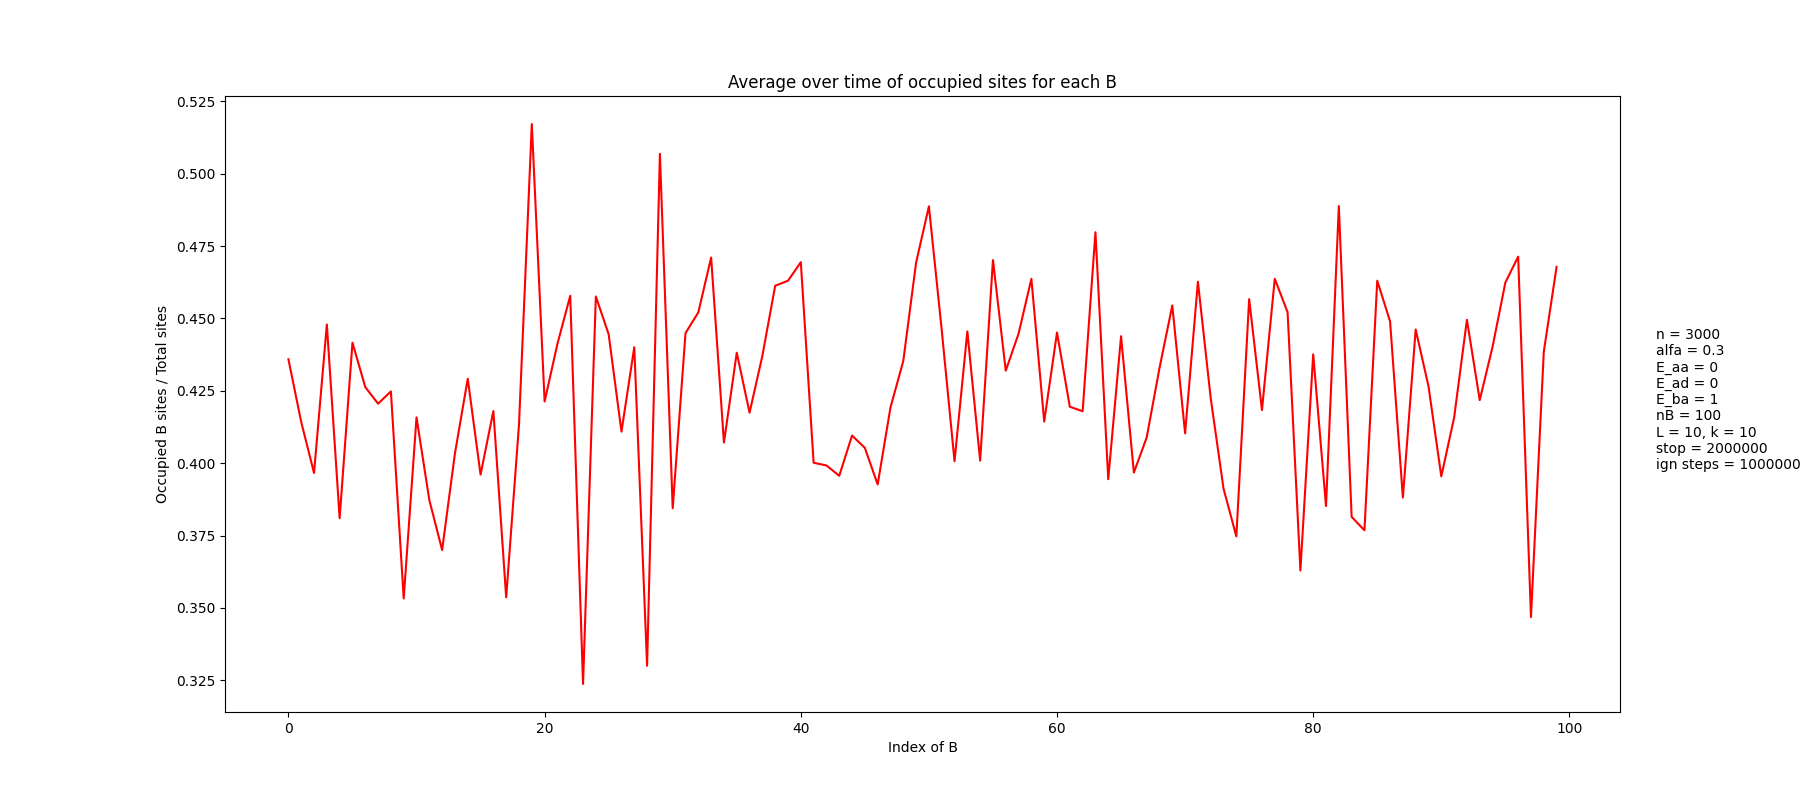 Average over time of occupied sites for each B
0.525
0.500
0.475
0.450
0.425
0.400
0.375
0.350
0.325
Occupied B sites / Total sites
0 20 40 60 80 100
Index of B
n = 3000
alfa = 0.3
E_aa = 0
E_ad = 0
E_ba = 1
nB = 100
L = 10, k = 10
stop = 2000000
ign steps = 1000000